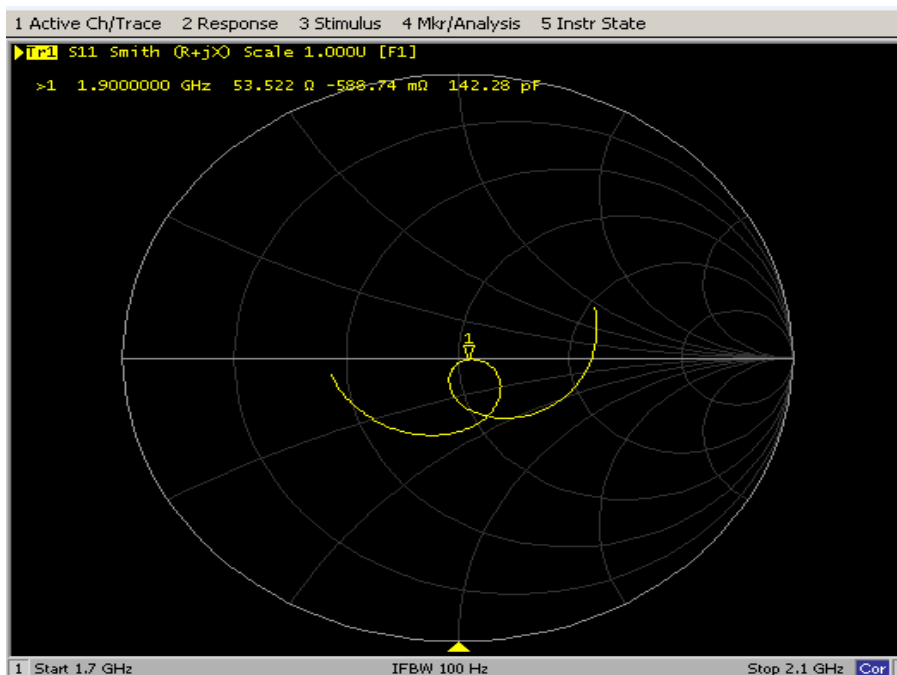 1 Active Ch/Trace 2 Response 3 Stimulus 4 Mkr/Analysis 5 Instr State
Tr1 S11 Smith (R+jX) Scale 1.000U [F1]
>1 1.9000000 GHz 53.522 Ω -588.74 mΩ 142.28 pF
1
1 Start 1.7 GHz IFBW 100 Hz Stop 2.1 GHz Cor